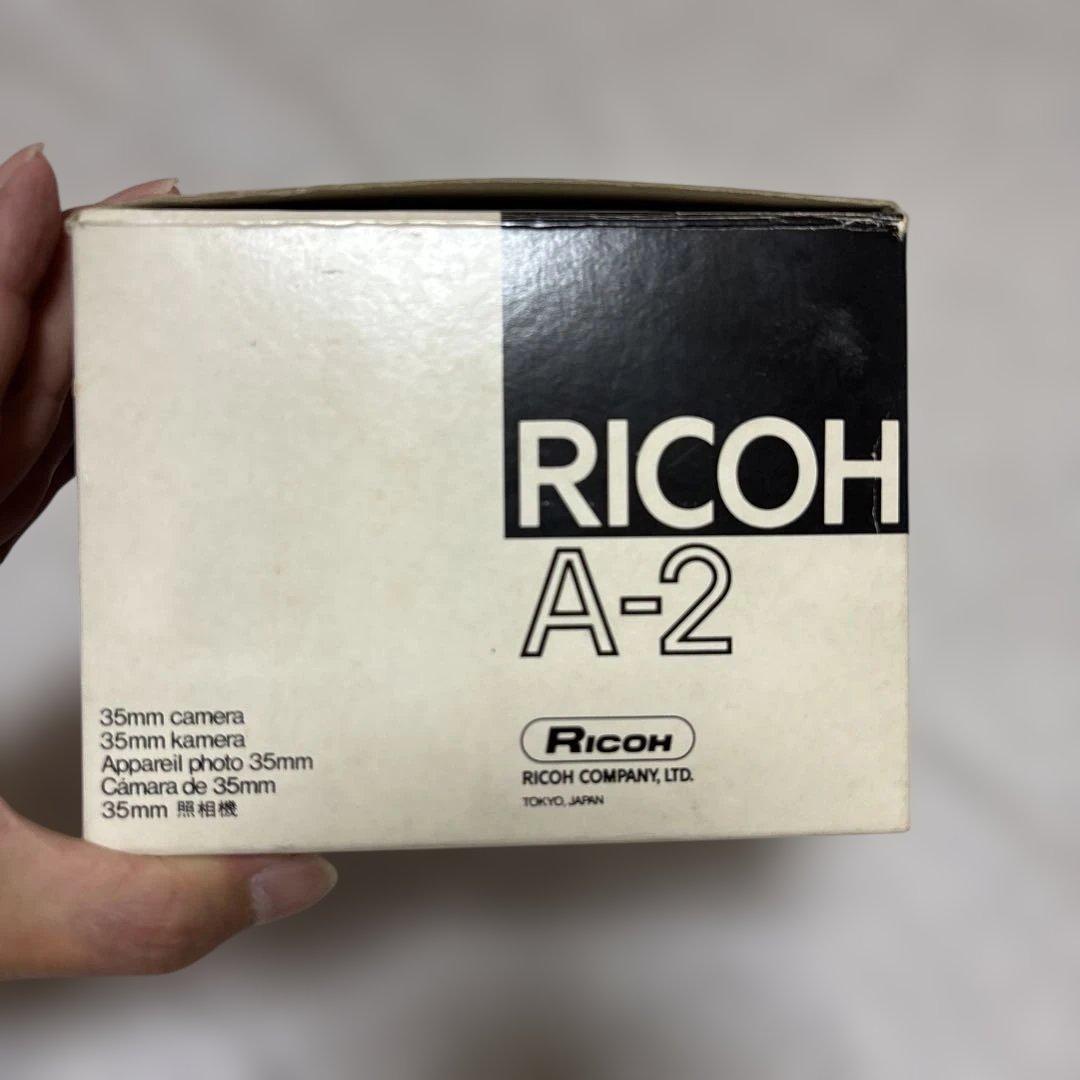 RICOH
A-2
35mm camera
35mm kamera
Appareil photo 35mm
Cámara de 35mm
35mm 照相機
RICOH
RICOH COMPANY, LTD.
TOKYO, JAPAN